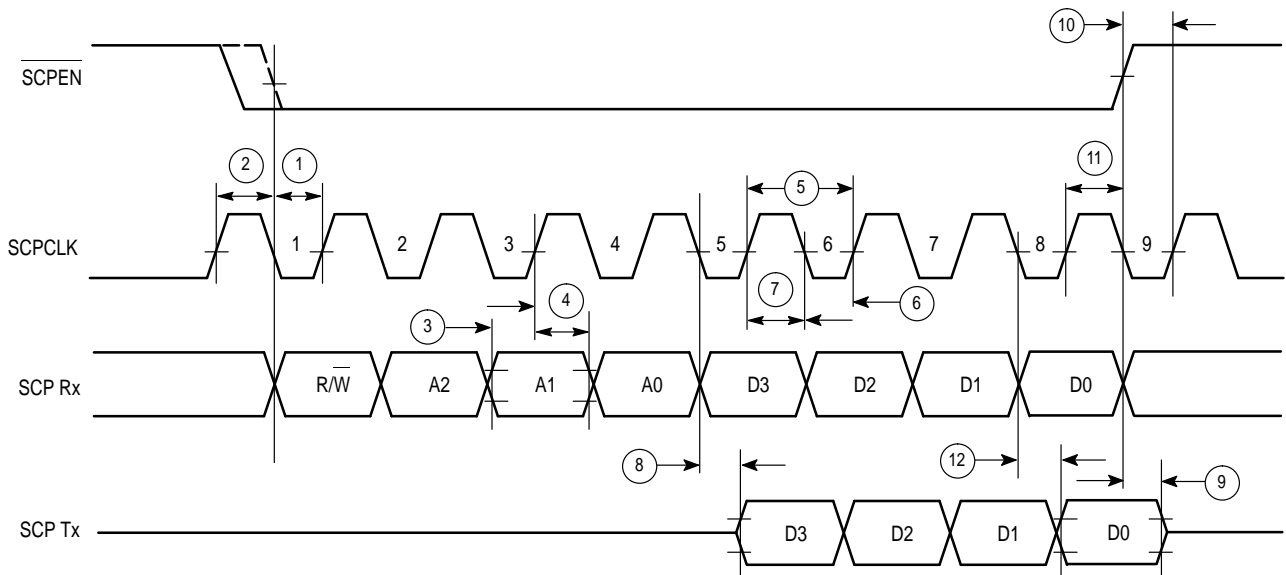 10
SCPEN
2 1 11
5
SCPCLK 1 2 3 4 5 6 7 8 9
4 7 6
3
SCP Rx R/W A2 A1 A0 D3 D2 D1 D0
8 12 9
SCP Tx D3 D2 D1 D0